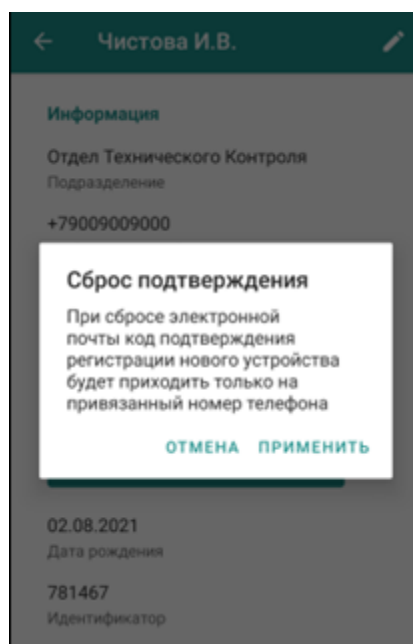 Чистова И.В.
Информация
Отдел Технического Контроля
Подразделение
+79009009000
Сброс подтверждения
При сбросе электронной
почты код подтверждения
регистрации нового устройства
будет приходить только на
привязанный номер телефона
ОТМЕНА ПРИМЕНИТЬ
02.08.2021
Дата рождения
781467
Идентификатор